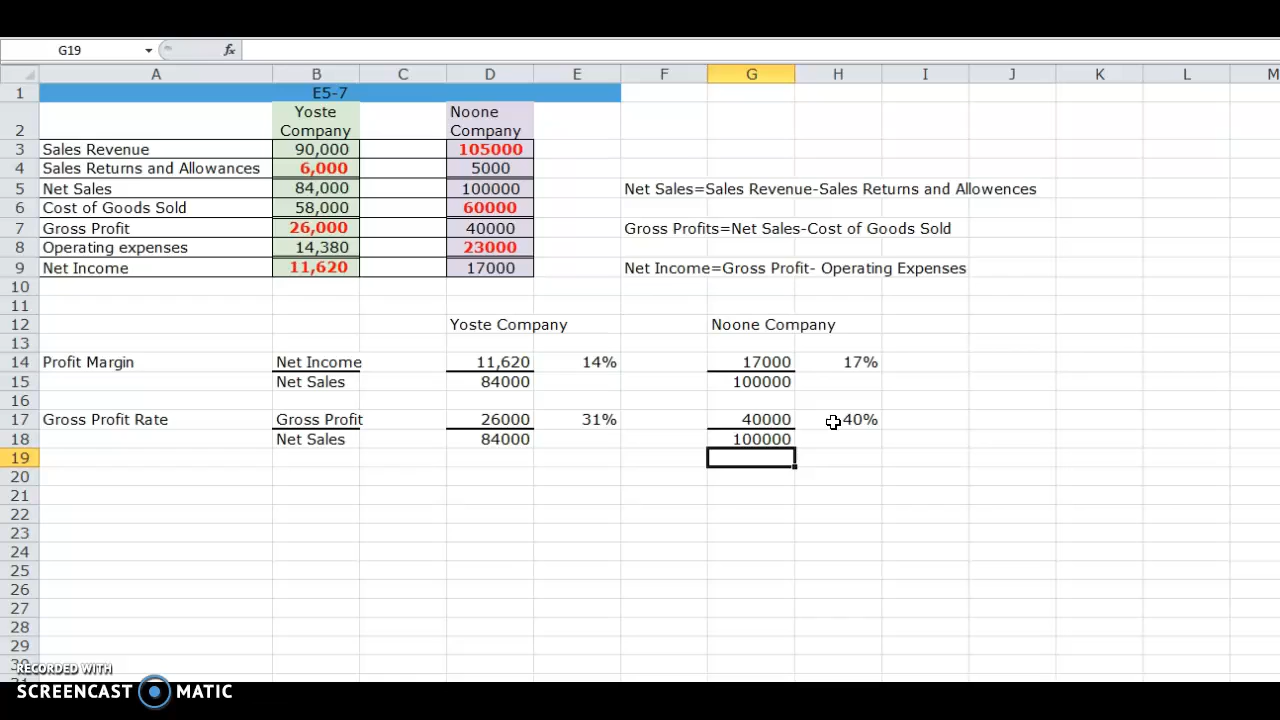 G19 fx
A B C D E F G H I J K L M
1 E5-7
2 Yoste Company Noone Company
3 Sales Revenue 90,000 105000
4 Sales Returns and Allowances 6,000 5000
5 Net Sales 84,000 100000 Net Sales=Sales Revenue-Sales Returns and Allowences
6 Cost of Goods Sold 58,000 60000
7 Gross Profit 26,000 40000 Gross Profits=Net Sales-Cost of Goods Sold
8 Operating expenses 14,380 23000
9 Net Income 11,620 17000 Net Income=Gross Profit- Operating Expenses
10
11
12 Yoste Company Noone Company
13
14 Profit Margin Net Income 11,620 14% 17000 17%
15 Net Sales 84000 100000
16
17 Gross Profit Rate Gross Profit 26000 31% 40000 40%
18 Net Sales 84000 100000
19
20
21
22
23
24
25
26
27
28
29
RECORDED WITH
SCREENCAST MATIC